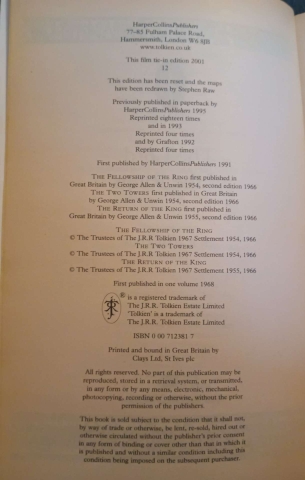 HarperCollinsPublishers
77–85 Fulham Palace Road,
Hammersmith, London W6 8JB
www.tolkien.co.uk
This film tie-in edition 2001
12
This edition has been reset and the maps
have been redrawn by Stephen Raw
Previously published in paperback by
HarperCollinsPublishers 1995
Reprinted eighteen times
and in 1993
Reprinted four times
and by Grafton 1992
Reprinted four times
First published by HarperCollinsPublishers 1991
The Fellowship of the Ring first published in
Great Britain by George Allen & Unwin 1954, second edition 1966
The Two Towers first published in Great Britain
by George Allen & Unwin 1954, second edition 1966
The Return of the King first published in
Great Britain by George Allen & Unwin 1955, second edition 1966
The Fellowship of the Ring
© The Trustees of The J.R.R. Tolkien 1967 Settlement 1954, 1966
The Two Towers
© The Trustees of The J.R.R. Tolkien 1967 Settlement 1954, 1966
The Return of the King
© The Trustees of The J.R.R. Tolkien 1967 Settlement 1955, 1966
First published in one volume 1968
® is a registered trademark of
The J.R.R. Tolkien Estate Limited
'Tolkien' is a trademark of
The J.R.R. Tolkien Estate Limited
ISBN 0 00 712381 7
Printed and bound in Great Britain by
Clays Ltd, St Ives plc
All rights reserved. No part of this publication may be
reproduced, stored in a retrieval system, or transmitted,
in any form or by any means, electronic, mechanical,
photocopying, recording or otherwise, without the prior
permission of the publishers.
This book is sold subject to the condition that it shall not,
by way of trade or otherwise, be lent, re-sold, hired out or
otherwise circulated without the publisher's prior consent
in any form of binding or cover other than that in which it
is published and without a similar condition including this
condition being imposed on the subsequent purchaser.